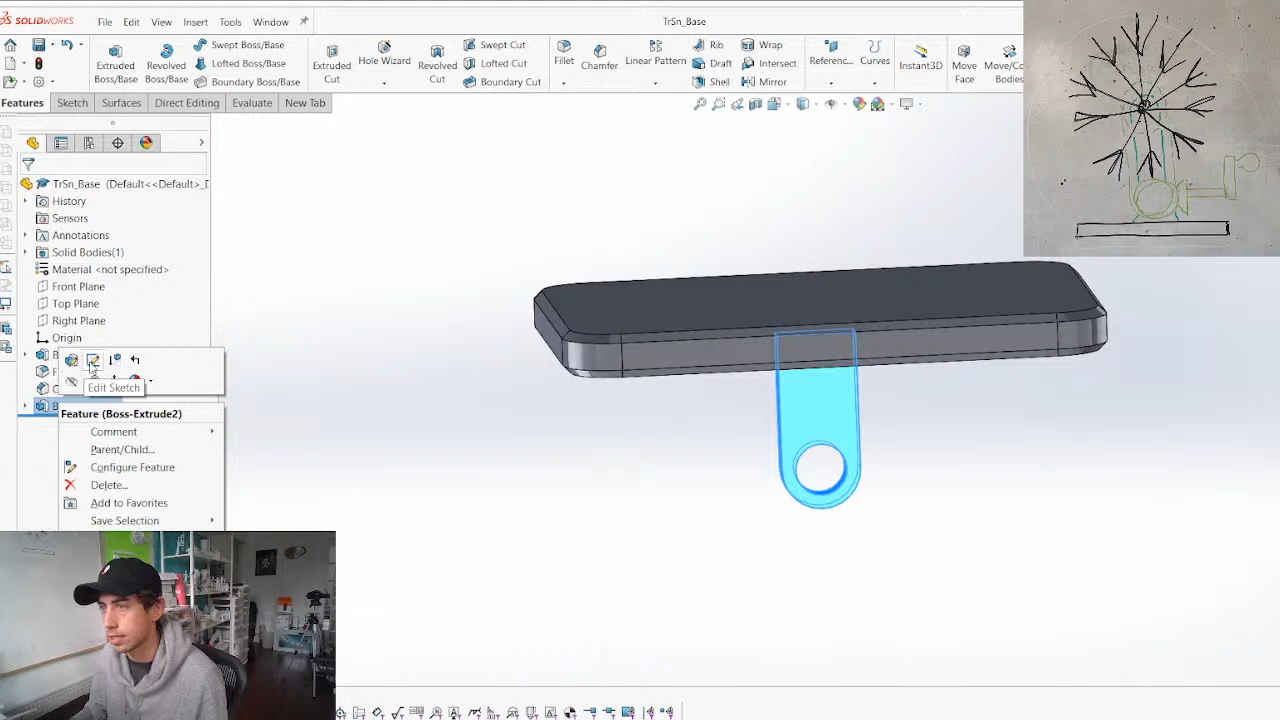 SOLIDWORKS File Edit View Insert Tools Window TrSn_Base
Extruded Boss/Base
Revolved Boss/Base
Swept Boss/Base
Lofted Boss/Base
Boundary Boss/Base
Extruded Cut
Hole Wizard
Revolved Cut
Swept Cut
Lofted Cut
Boundary Cut
Fillet
Chamfer
Linear Pattern
Rib
Draft
Shell
Wrap
Intersect
Mirror
Referenc...
Curves
Instant3D
Move Face
Move/Co
Bodies
Features Sketch Surfaces Direct Editing Evaluate New Tab
TrSn_Base (Default<<Default>_D
History
Sensors
Annotations
Solid Bodies(1)
Material <not specified>
Front Plane
Top Plane
Right Plane
Origin
Edit Sketch
Feature (Boss-Extrude2)
Comment
Parent/Child...
Configure Feature
Delete...
Add to Favorites
Save Selection